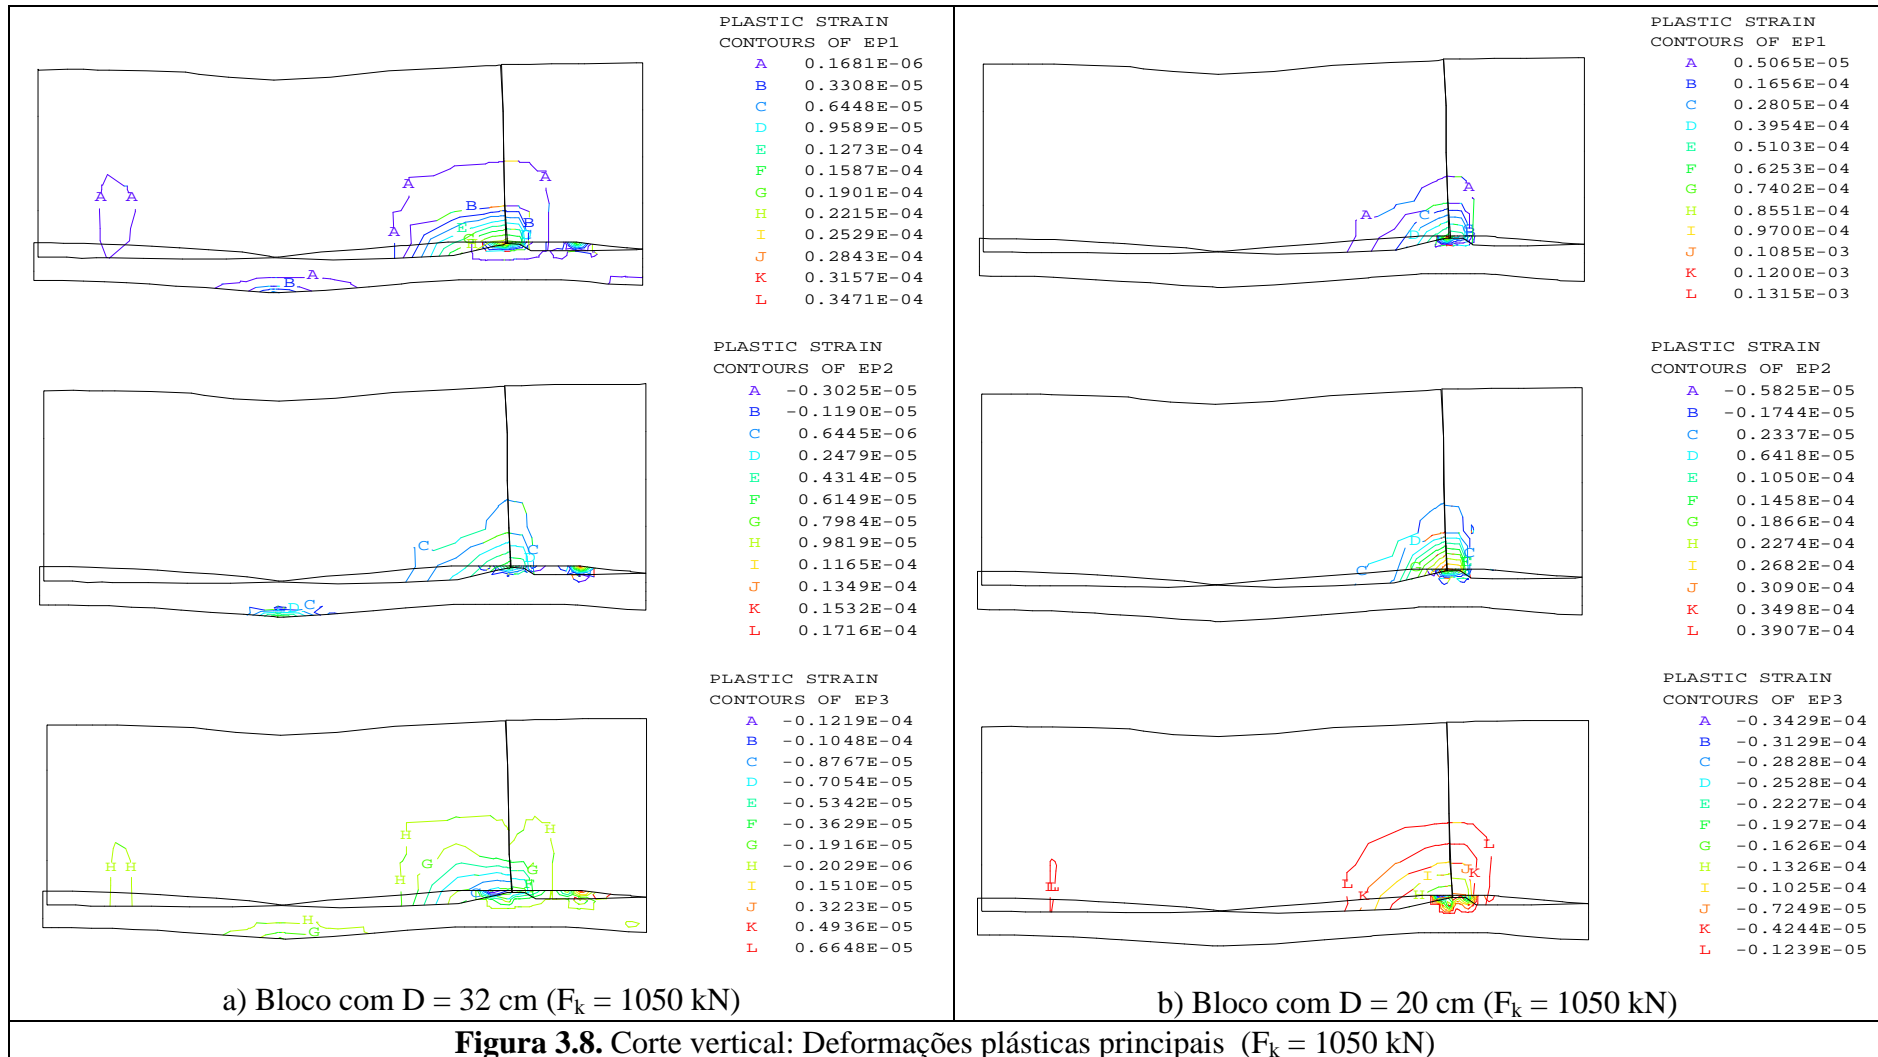 PLASTIC STRAIN
CONTOURS OF EP1
A 0.1681E-06
B 0.3308E-05
C 0.6448E-05
D 0.9589E-05
E 0.1273E-04
F 0.1587E-04
G 0.1901E-04
H 0.2215E-04
I 0.2529E-04
J 0.2843E-04
K 0.3157E-04
L 0.3471E-04
A A A A A B B E A B
PLASTIC STRAIN
CONTOURS OF EP2
A -0.3025E-05
B -0.1190E-05
C 0.6445E-06
D 0.2479E-05
E 0.4314E-05
F 0.6149E-05
G 0.7984E-05
H 0.9819E-05
I 0.1165E-04
J 0.1349E-04
K 0.1532E-04
L 0.1716E-04
C C D C
PLASTIC STRAIN
CONTOURS OF EP3
A -0.1219E-04
B -0.1048E-04
C -0.8767E-05
D -0.7054E-05
E -0.5342E-05
F -0.3629E-05
G -0.1916E-05
H -0.2029E-06
I 0.1510E-05
J 0.3223E-05
K 0.4936E-05
L 0.6648E-05
H H H H G H G H G
a) Bloco com D = 32 cm (Fk = 1050 kN)
PLASTIC STRAIN
CONTOURS OF EP1
A 0.5065E-05
B 0.1656E-04
C 0.2805E-04
D 0.3954E-04
E 0.5103E-04
F 0.6253E-04
G 0.7402E-04
H 0.8551E-04
I 0.9700E-04
J 0.1085E-03
K 0.1200E-03
L 0.1315E-03
A A C
PLASTIC STRAIN
CONTOURS OF EP2
A -0.5825E-05
B -0.1744E-05
C 0.2337E-05
D 0.6418E-05
E 0.1050E-04
F 0.1458E-04
G 0.1866E-04
H 0.2274E-04
I 0.2682E-04
J 0.3090E-04
K 0.3498E-04
L 0.3907E-04
D C
PLASTIC STRAIN
CONTOURS OF EP3
A -0.3429E-04
B -0.3129E-04
C -0.2828E-04
D -0.2528E-04
E -0.2227E-04
F -0.1927E-04
G -0.1626E-04
H -0.1326E-04
I -0.1025E-04
J -0.7249E-05
K -0.4244E-05
L -0.1239E-05
L L L K I J K H
b) Bloco com D = 20 cm (Fk = 1050 kN)
Figura 3.8. Corte vertical: Deformações plásticas principais (Fk = 1050 kN)